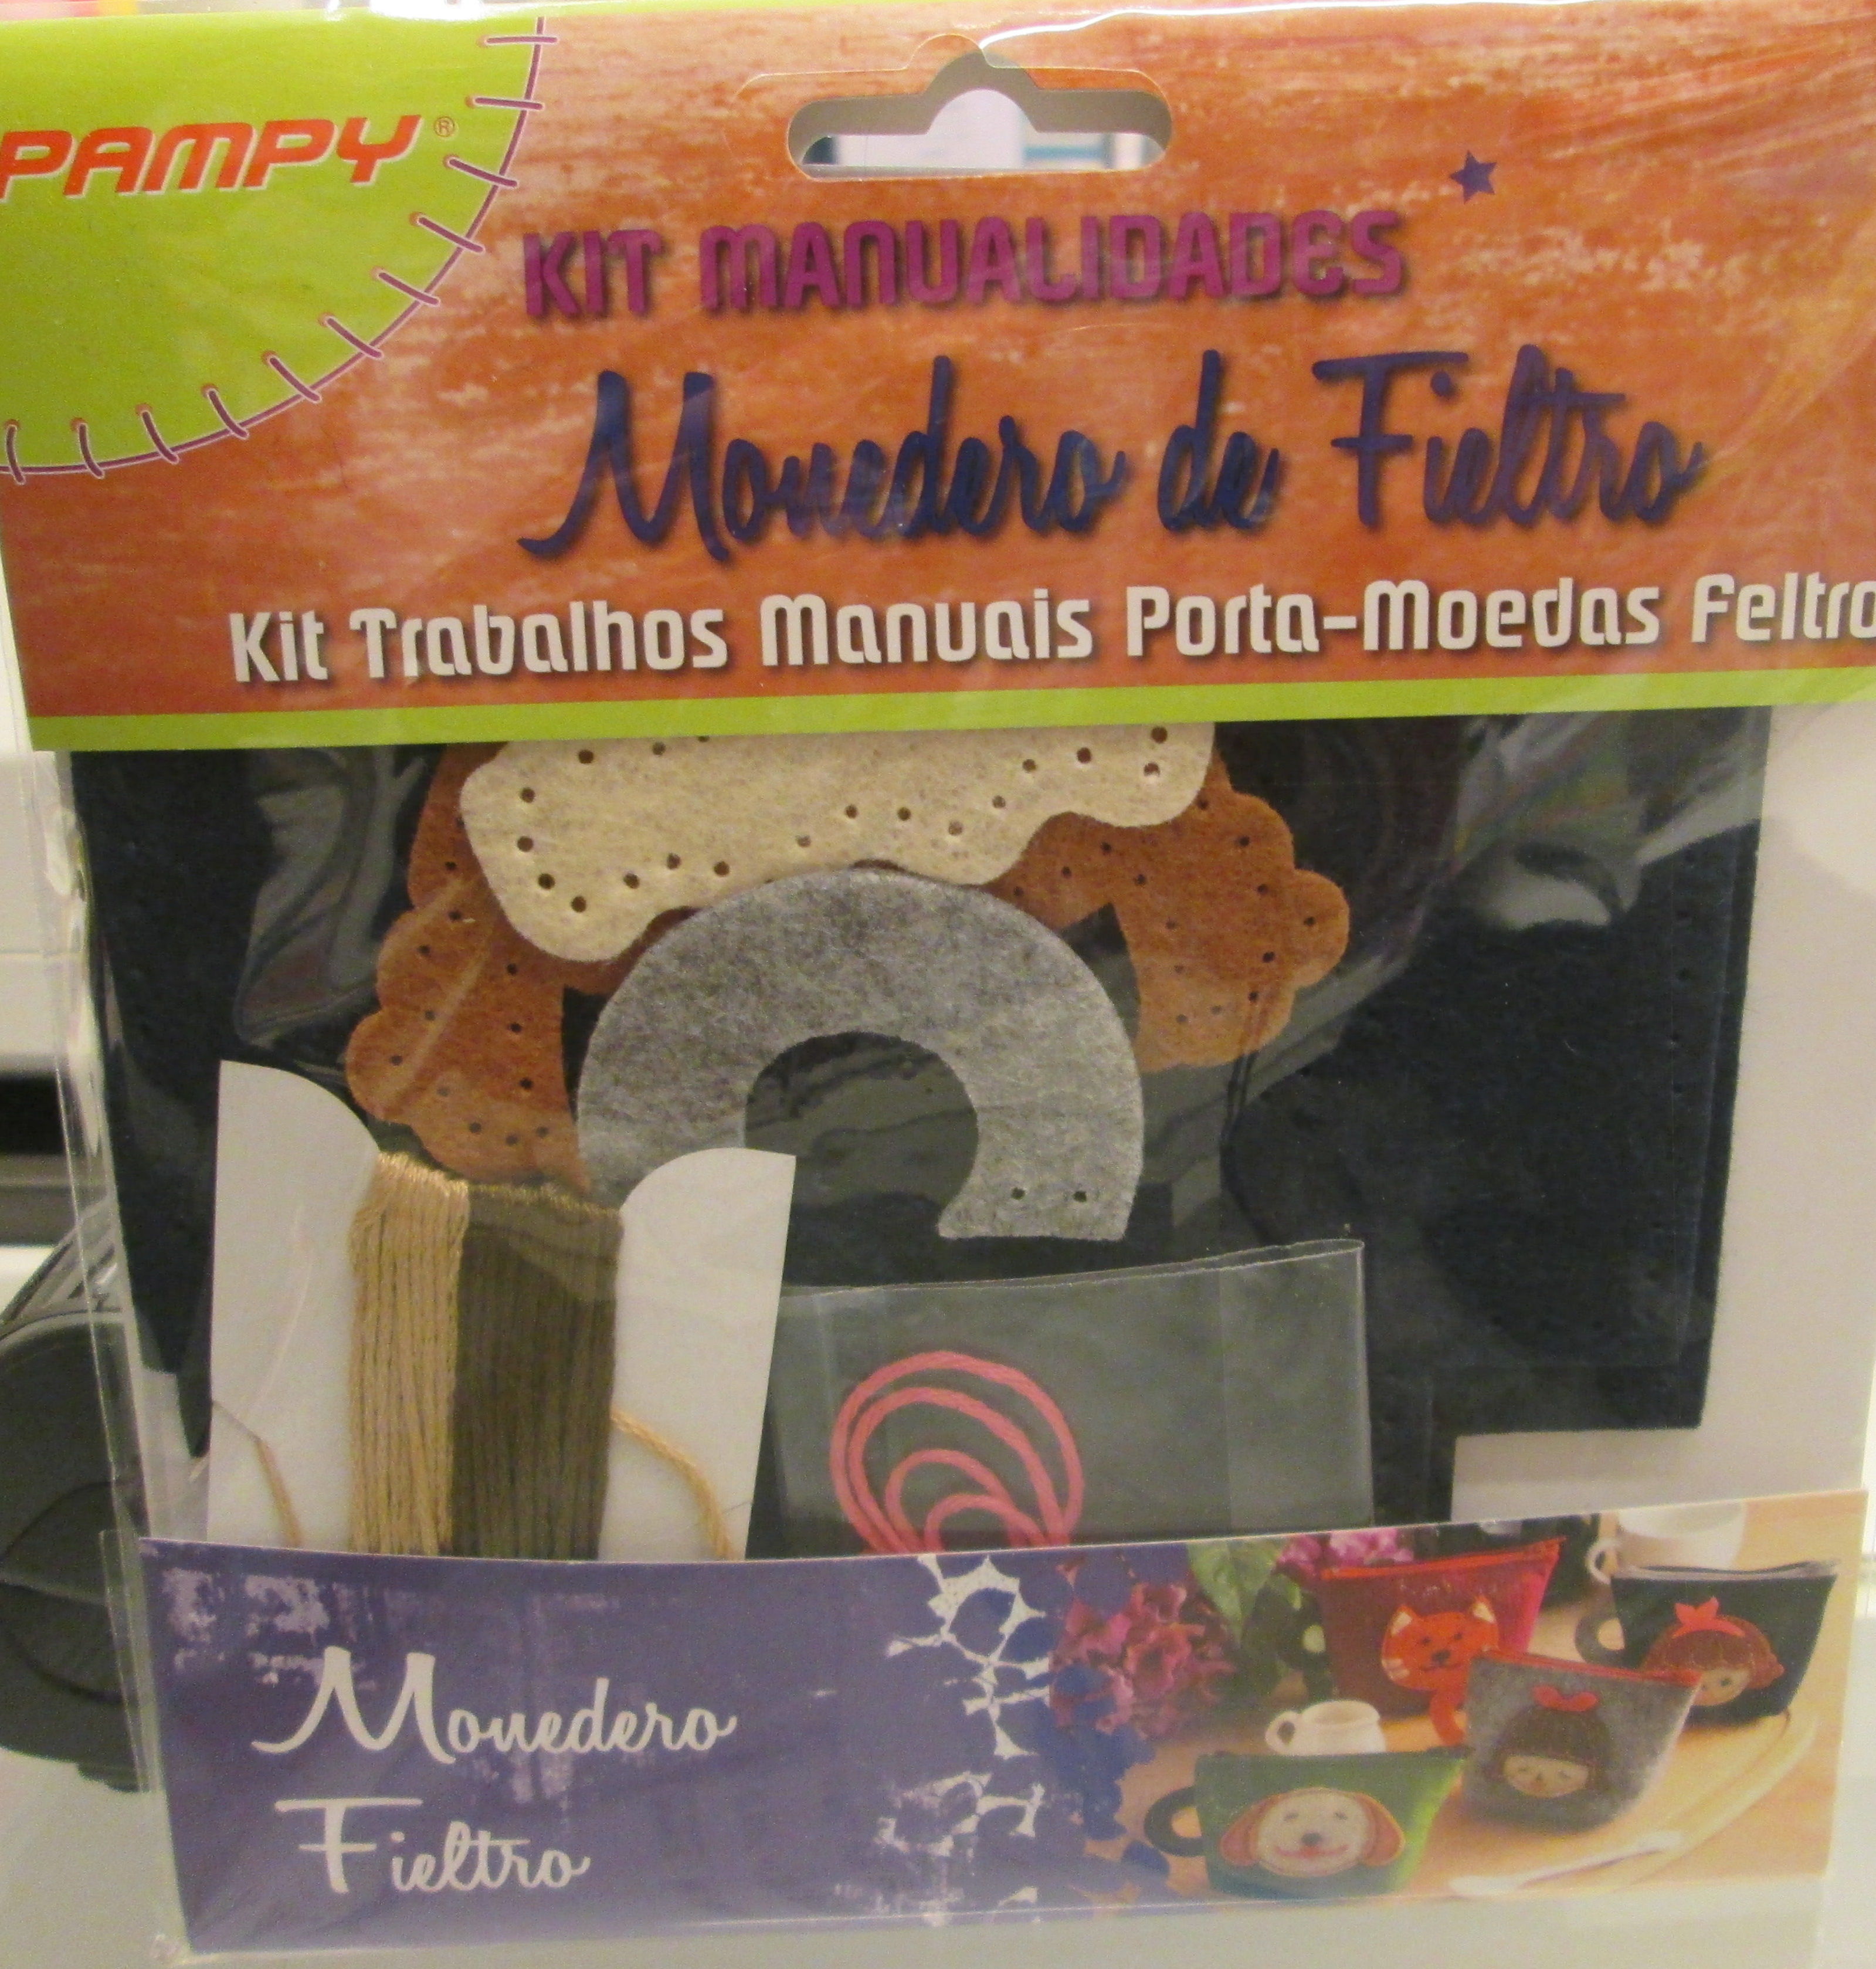 PAMPY®
KIT MANUALIDADES
Monedero de Fieltro
Kit Trabalhos Manuais Porta-Moedas Feltro
Monedero
Fieltro